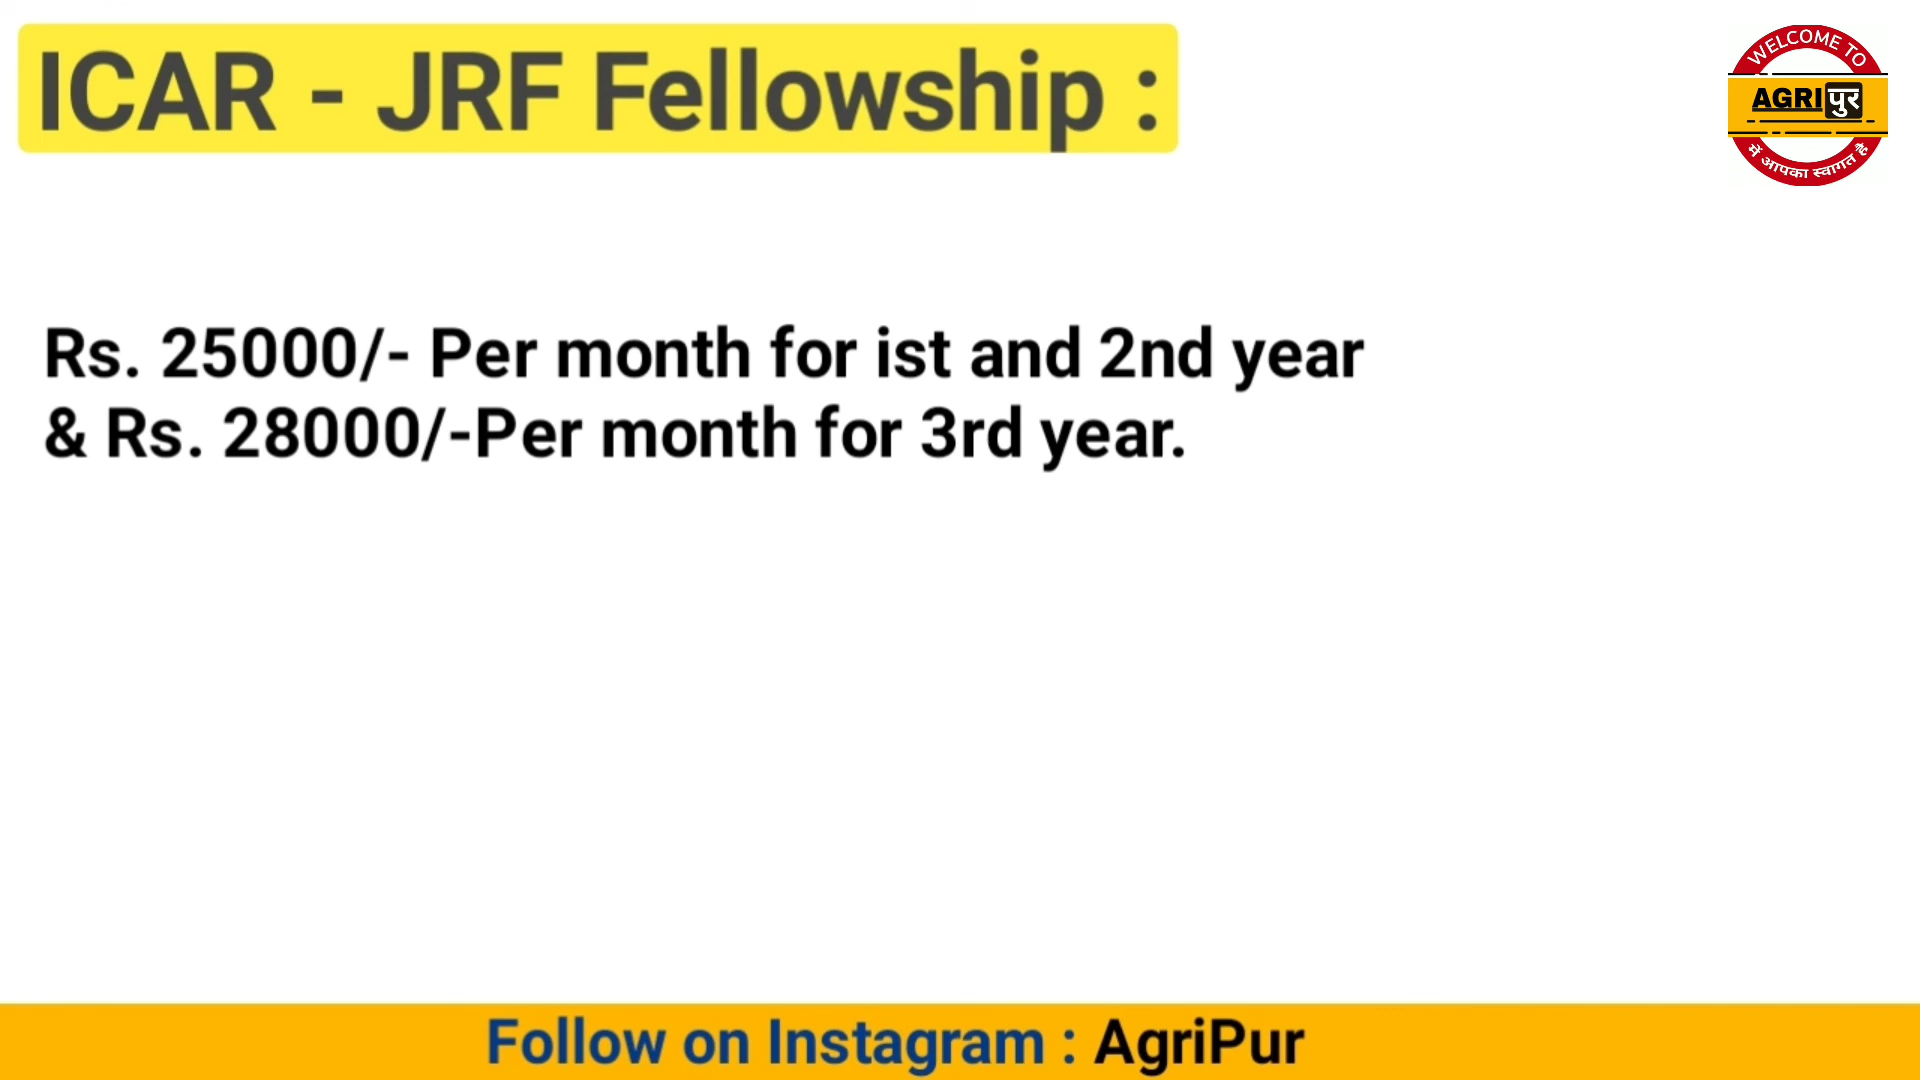 ICAR - JRF Fellowship :
WELCOME TO
AGRIपुर
में आपका स्वागत है
Rs. 25000/- Per month for ist and 2nd year
& Rs. 28000/-Per month for 3rd year.
Follow on Instagram : AgriPur